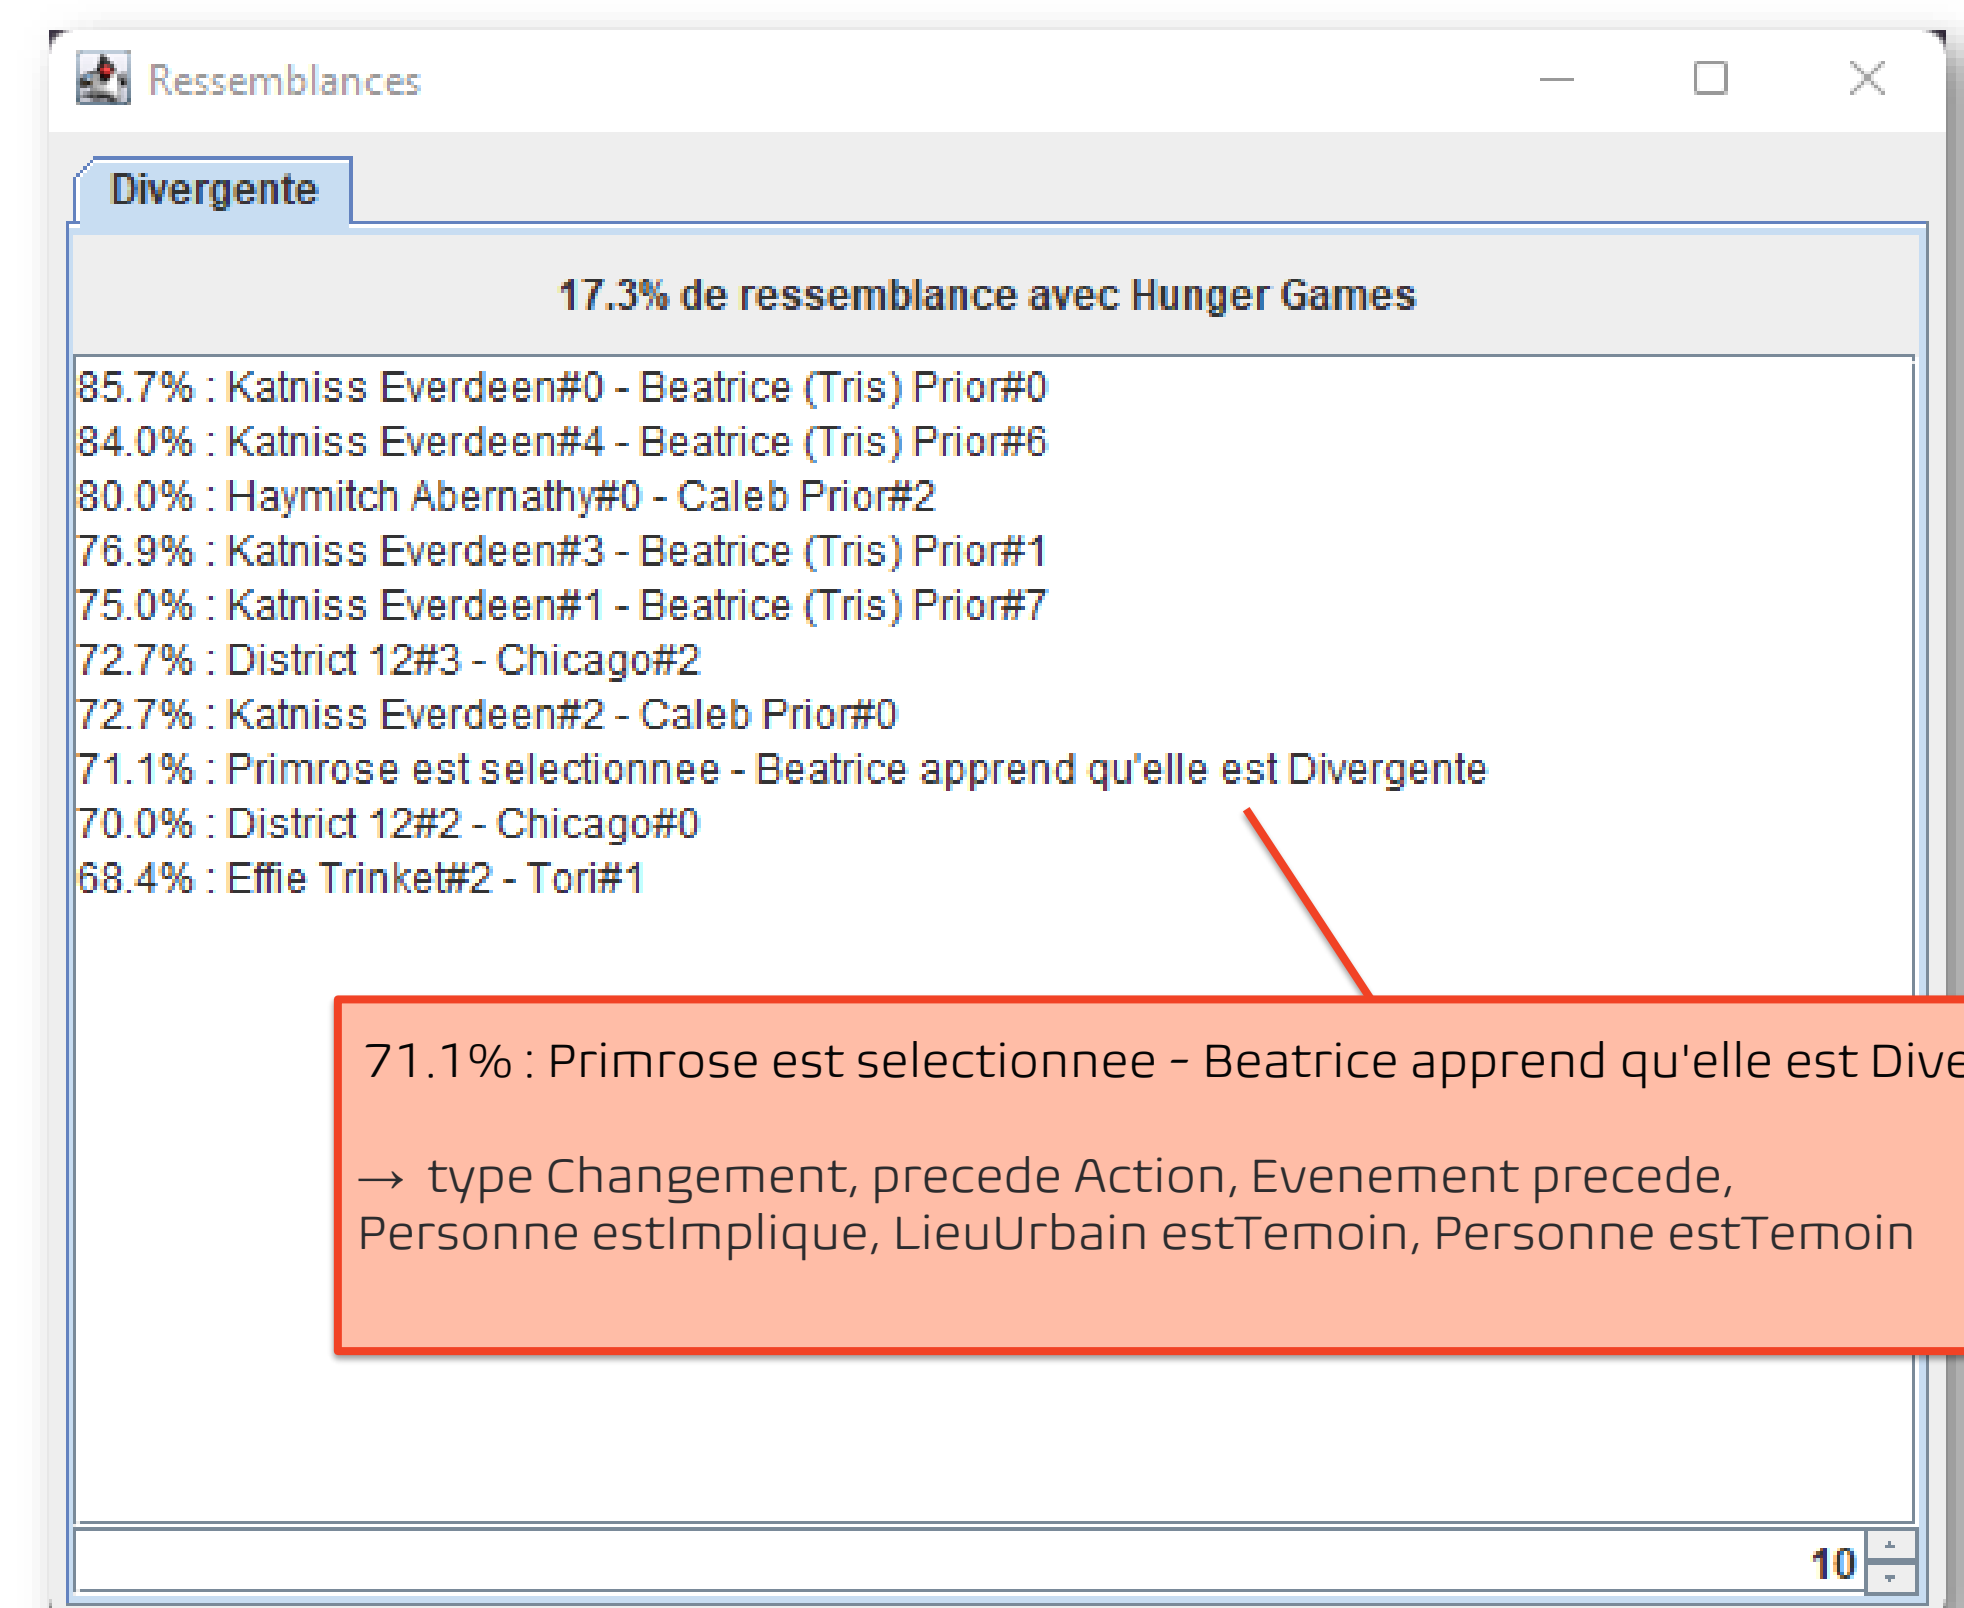 Ressemblances
Divergente
17.3% de ressemblance avec Hunger Games
85.7% : Katniss Everdeen#0 - Beatrice (Tris) Prior#0
84.0% : Katniss Everdeen#4 - Beatrice (Tris) Prior#6
80.0% : Haymitch Abernathy#0 - Caleb Prior#2
76.9% : Katniss Everdeen#3 - Beatrice (Tris) Prior#1
75.0% : Katniss Everdeen#1 - Beatrice (Tris) Prior#7
72.7% : District 12#3 - Chicago#2
72.7% : Katniss Everdeen#2 - Caleb Prior#0
71.1% : Primrose est selectionnee - Beatrice apprend qu'elle est Divergente
70.0% : District 12#2 - Chicago#0
68.4% : Effie Trinket#2 - Tori#1
71.1% : Primrose est selectionnee - Beatrice apprend qu'elle est Dive
→ type Changement, precede Action, Evenement precede,
Personne estImplique, LieuUrbain estTemoin, Personne estTemoin
10